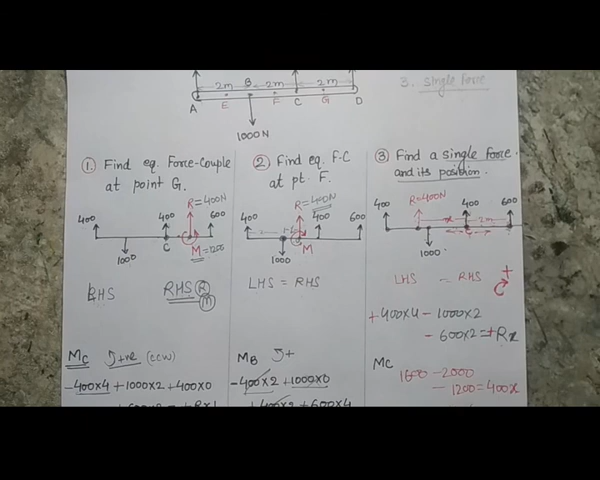 3. Single Force
2m B 2m 2m
A E F C G D
1000N
① Find eq. Force-Couple
at point G.
R=400N
400 400 600
C M=1200
1000
LHS RHS R
M
Mc +ve (ccw)
-400x4 +1000x2 +400x0
② Find eq. F.C
at pt. F.
R=400N
400 400 600
1000 M
LHS = RHS
MB +
-400x2 +1000x0
+400x2 +600x4
③ Find a single force.
and its position.
R=400N
400 400 600
x 2m
1000
LHS = RHS +
+400x4 - 1000x2
- 600x2 = +Rx
MC
1600 - 2000
- 1200 = 400x